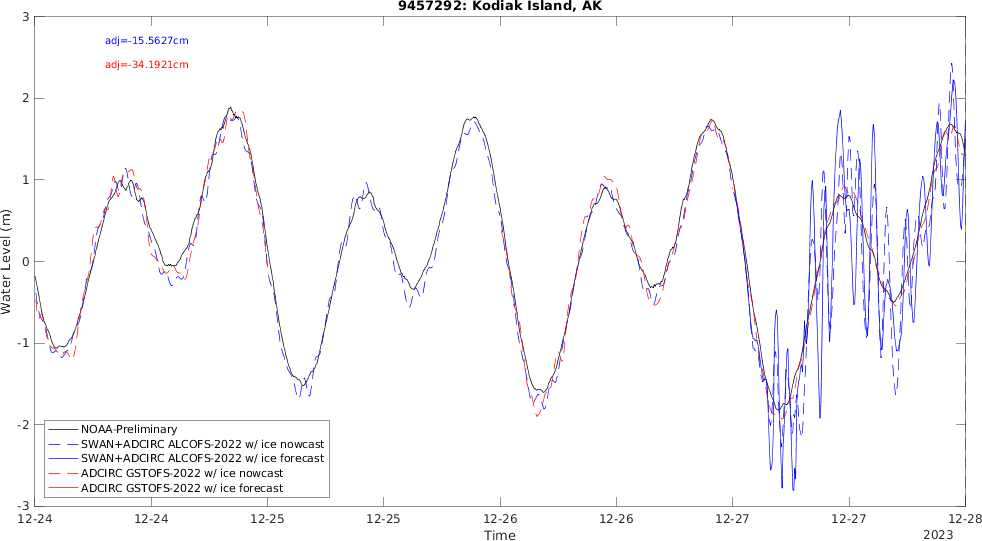 9457292: Kodiak Island, AK
adj=-15.5627cm
adj=-34.1921cm
3
2
1
0
-1
-2
-3
Water Level (m)
NOAA-Preliminary
SWAN+ADCIRC ALCOFS-2022 w/ ice nowcast
SWAN+ADCIRC ALCOFS-2022 w/ ice forecast
ADCIRC GSTOFS-2022 w/ ice nowcast
ADCIRC GSTOFS-2022 w/ ice forecast
12-24 12-24 12-25 12-25 12-26 12-26 12-27 12-27 12-28
Time
2023